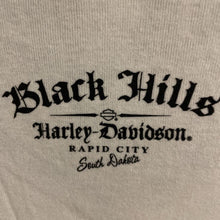 Black Hills
Harley-Davidson®
RAPID CITY
South Dakota